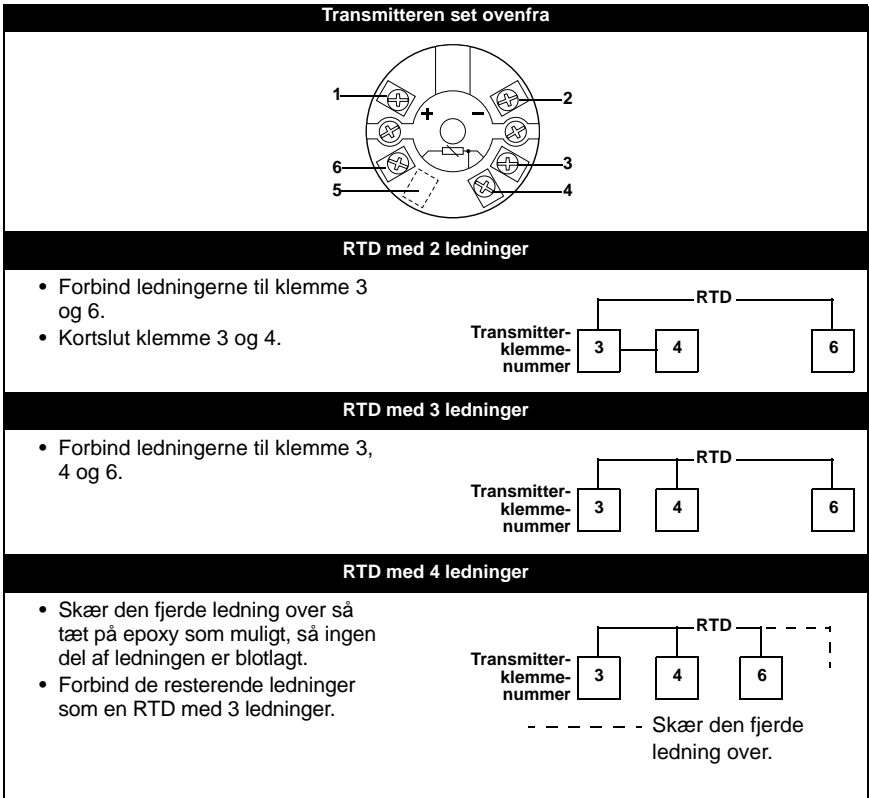 Transmitteren set ovenfra
1
2
+ −
6
3
5
4
RTD med 2 ledninger
• Forbind ledningerne til klemme 3
og 6.
• Kortslut klemme 3 og 4.
RTD
Transmitter-
klemme-
nummer
3 4 6
RTD med 3 ledninger
• Forbind ledningerne til klemme 3,
4 og 6.
RTD
Transmitter-
klemme-
nummer
3 4 6
RTD med 4 ledninger
• Skær den fjerde ledning over så
tæt på epoxy som muligt, så ingen
del af ledningen er blotlagt.
• Forbind de resterende ledninger
som en RTD med 3 ledninger.
RTD
Transmitter-
klemme-
nummer
3 4 6
Skær den fjerde
ledning over.